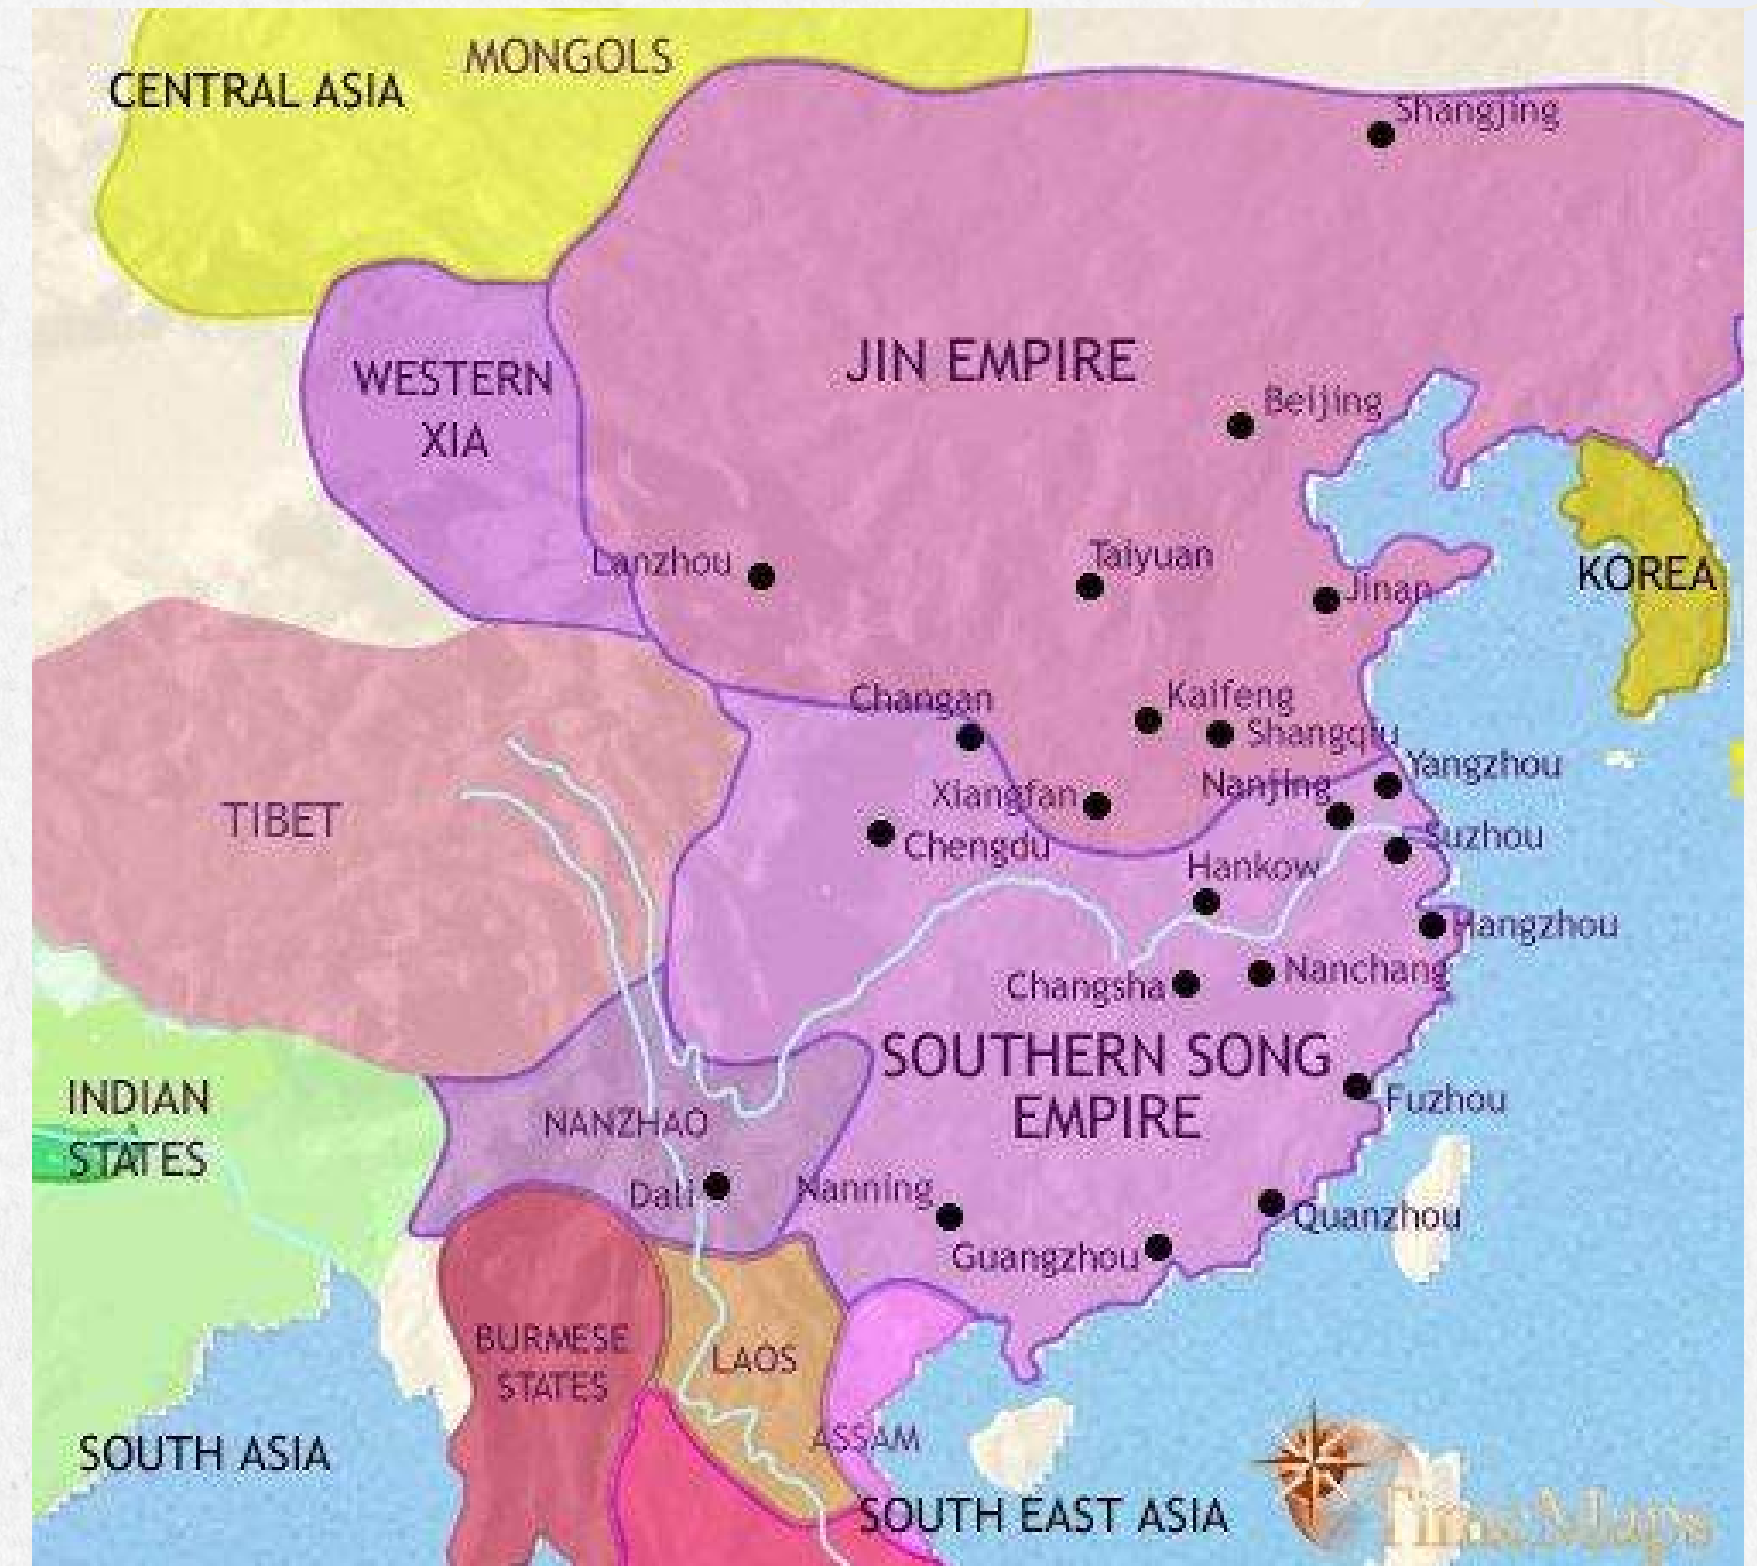 MONGOLS
CENTRAL ASIA
Shangjing
JIN EMPIRE
WESTERN
XIA
Beijing
Lanzhou
Taiyuan
Jinan
KOREA
Changan
Kaifeng
Shangqiu
Yangzhou
Nanjing
Xiangfan
TIBET
Chengdu
Suzhou
Hankow
Hangzhou
Nanchang
Changsha
SOUTHERN SONG
EMPIRE
INDIAN
STATES
NANZHAO
Fuzhou
Dali
Nanning
Quanzhou
Guangzhou
BURMESE
STATES
LAOS
ASSAM
SOUTH ASIA
SOUTH EAST ASIA
TimeMaps